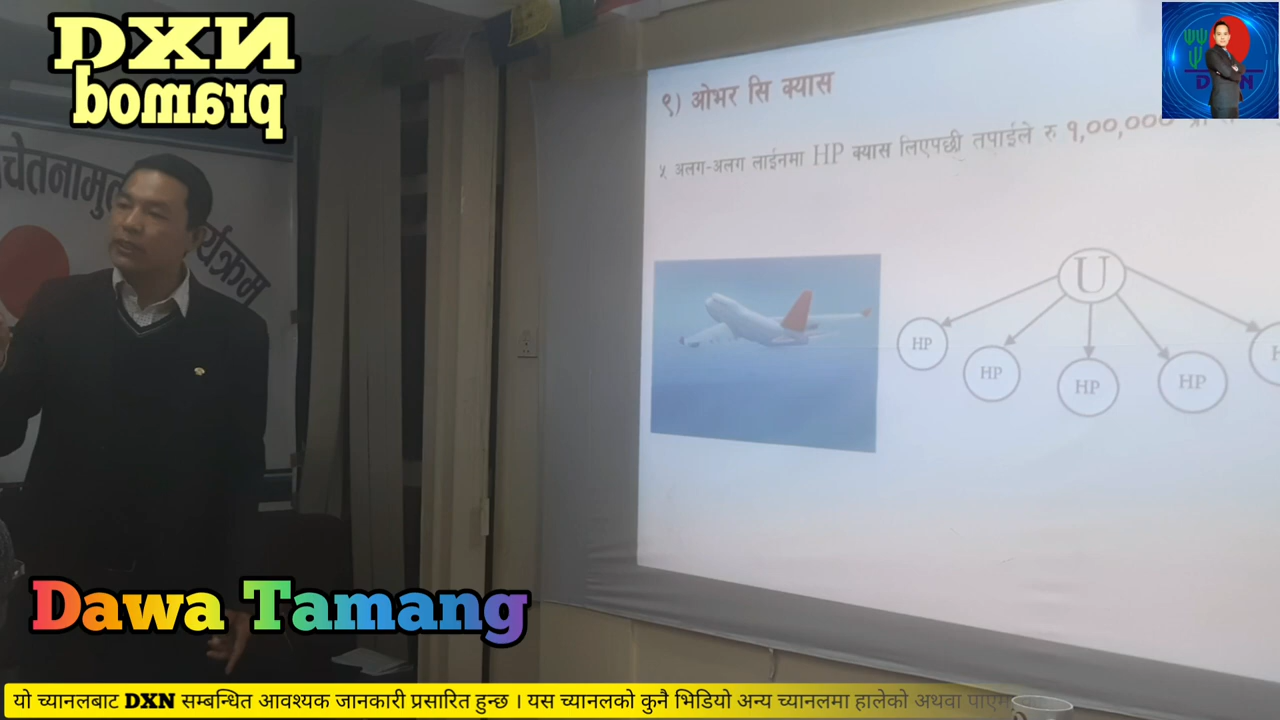 DXN
pramod
DXN
चेतनामु
र्यक्रम
९) ओभर सि क्यास
५ अलग-अलग लाईनमा HP क्यास लिएपछी तपाईले रु १,००,०००
U
HP
HP
HP
HP
Dawa Tamang
यो च्यानलबाट DXN सम्बन्धित आवश्यक जानकारी प्रसारित हुन्छ । यस च्यानलको कुनै भिडियो अन्य च्यानलमा हालेको अथवा